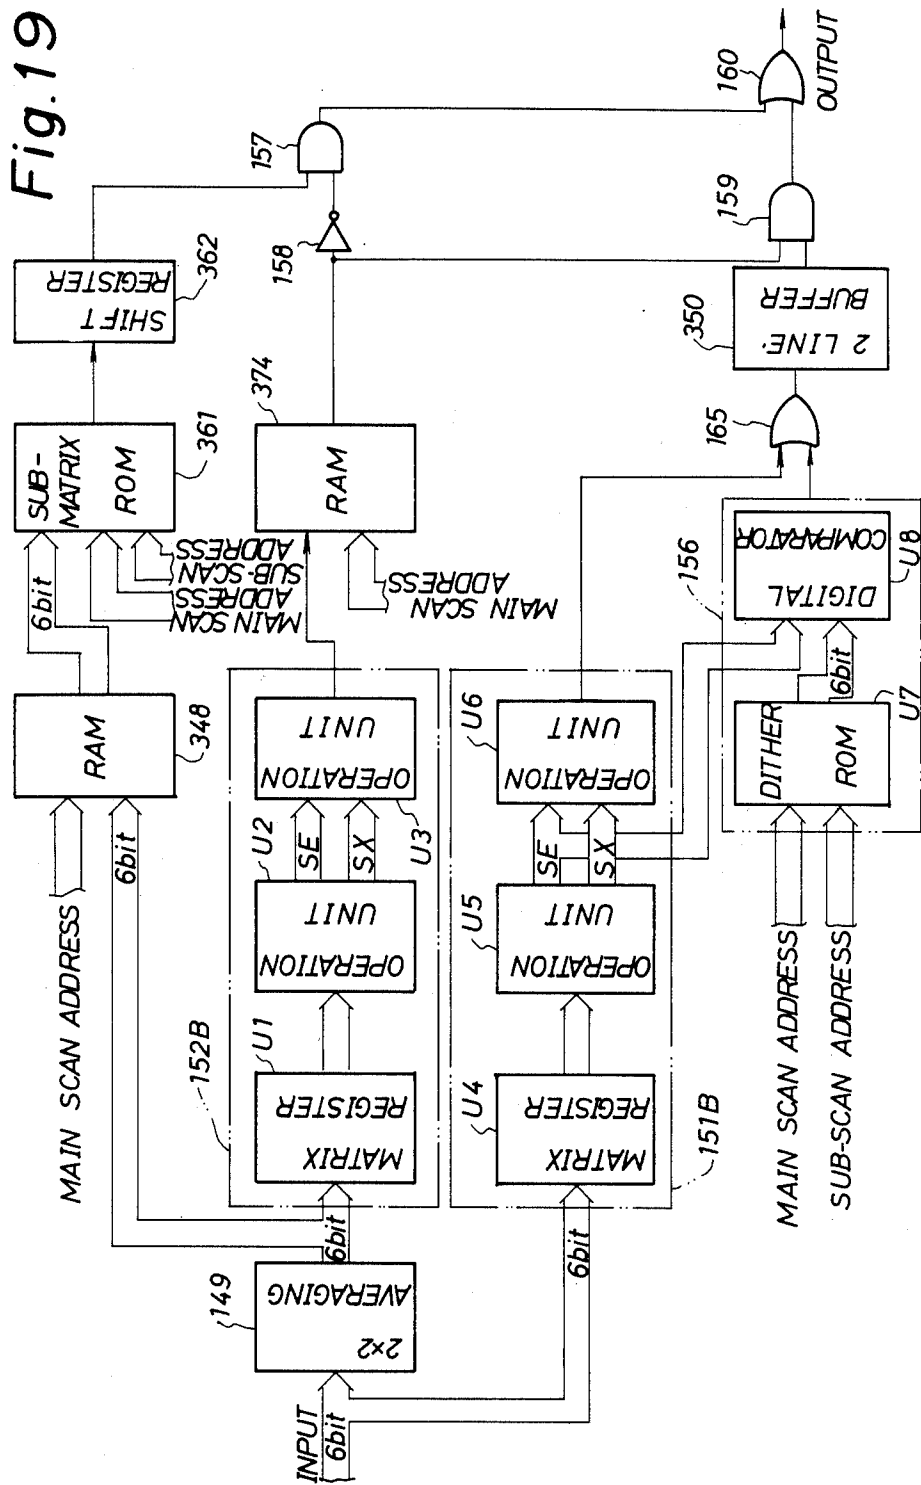 Fig.19
INPUT
6bit
149
2×2
AVERAGING
6bit
6bit
MAIN SCAN ADDRESS
6bit
RAM
348
6bit
SUB-
MATRIX
ROM
361
MAIN SCAN
ADDRESS
SUB-SCAN
ADDRESS
SHIFT
REGISTER
362
152B
U1
MATRIX
REGISTER
U2
OPERATION
UNIT
SE
SX
U3
OPERATION
UNIT
RAM
374
MAIN SCAN
ADDRESS
158
157
151B
U4
MATRIX
REGISTER
U5
OPERATION
UNIT
SE
SX
U6
OPERATION
UNIT
MAIN SCAN ADDRESS
SUB-SCAN ADDRESS
DITHER
ROM
U7
6bit
156
DIGITAL
COMPARATOR
U8
165
350
2 LINE
BUFFER
159
160
OUTPUT